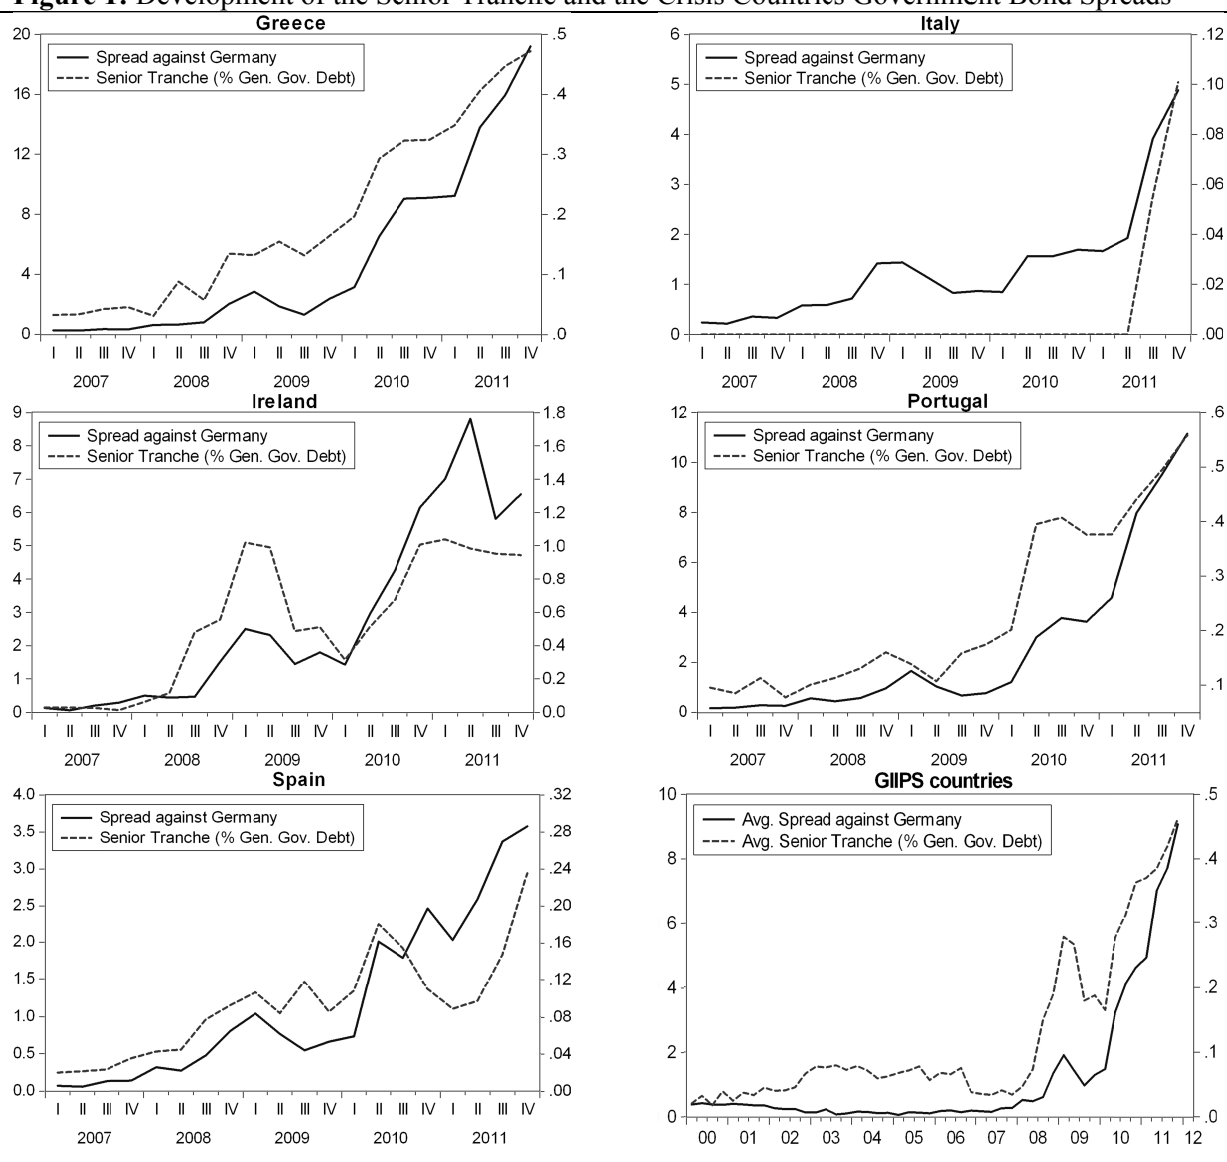 Figure 1: Development of the Senior Tranche and the Crisis Countries Government Bond Spreads
Greece
20
16
12
8
4
0
.5
.4
.3
.2
.1
.0
Spread against Germany
Senior Tranche (% Gen. Gov. Debt)
I II III IV I II III IV I II III IV I II III IV I II III IV
2007 2008 2009 2010 2011
Italy
6
5
4
3
2
1
0
.12
.10
.08
.06
.04
.02
.00
Spread against Germany
Senior Tranche (% Gen. Gov. Debt)
I II III IV I II III IV I II III IV I II III IV I II III IV
2007 2008 2009 2010 2011
Ireland
9
8
7
6
5
4
3
2
1
0
1.8
1.6
1.4
1.2
1.0
0.8
0.6
0.4
0.2
0.0
Spread against Germany
Senior Tranche (% Gen. Gov. Debt)
I II III IV I II III IV I II III IV I II III IV I II III IV
2007 2008 2009 2010 2011
Portugal
12
10
8
6
4
2
0
.6
.5
.4
.3
.2
.1
Spread against Germany
Senior Tranche (% Gen. Gov. Debt)
I II III IV I II III IV I II III IV I II III IV I II III IV
2007 2008 2009 2010 2011
Spain
4.0
3.5
3.0
2.5
2.0
1.5
1.0
0.5
0.0
.32
.28
.24
.20
.16
.12
.08
.04
.00
Spread against Germany
Senior Tranche (% Gen. Gov. Debt)
I II III IV I II III IV I II III IV I II III IV I II III IV
2007 2008 2009 2010 2011
GIIPS countries
10
8
6
4
2
0
.5
.4
.3
.2
.1
.0
Avg. Spread against Germany
Avg. Senior Tranche (% Gen. Gov. Debt)
00 01 02 03 04 05 06 07 08 09 10 11 12